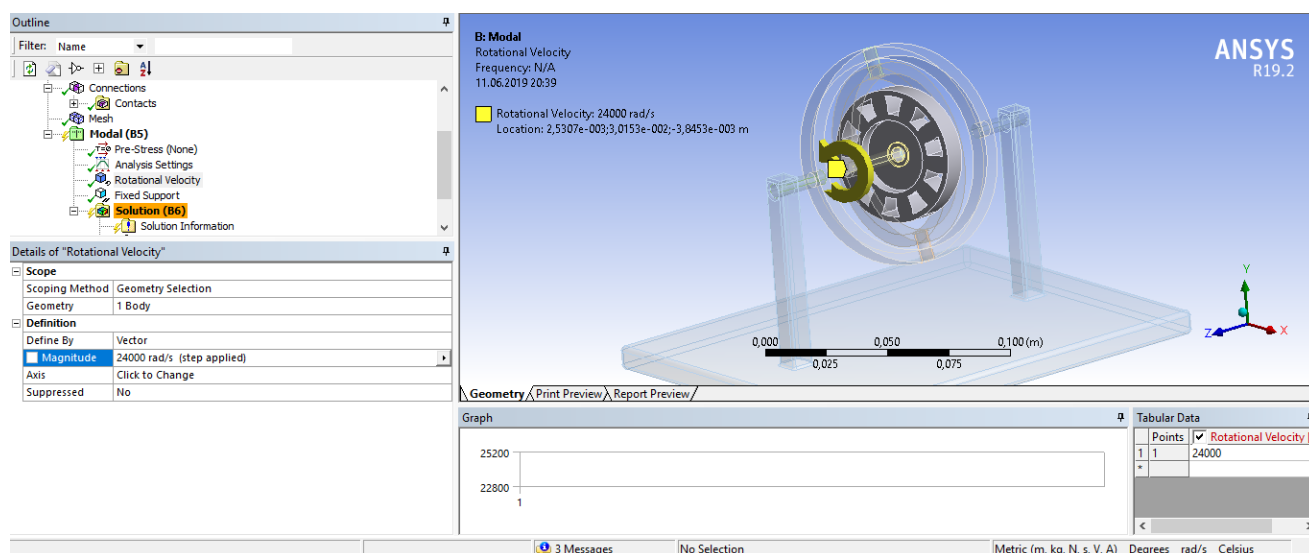 Outline
Filter: Name
Connections
Contacts
Mesh
Modal (B5)
Pre-Stress (None)
Analysis Settings
Rotational Velocity
Fixed Support
Solution (B6)
Solution Information
Details of "Rotational Velocity"
Scope
Scoping Method Geometry Selection
Geometry 1 Body
Definition
Define By Vector
Magnitude 24000 rad/s (step applied)
Axis Click to Change
Suppressed No
B: Modal
Rotational Velocity
Frequency: N/A
11.06.2019 20:39
Rotational Velocity: 24000 rad/s
Location: 2,5307e-003;3,0153e-002;-3,8453e-003 m
ANSYS
R19.2
Y
X
Z
0,000 0,050 0,100 (m)
0,025 0,075
Geometry Print Preview Report Preview
Graph
25200
22800
1
Tabular Data
Points Rotational Velocity [
1 1 24000
*
3 Messages No Selection Metric (m, kg, N, s, V, A) Degrees rad/s Celsius